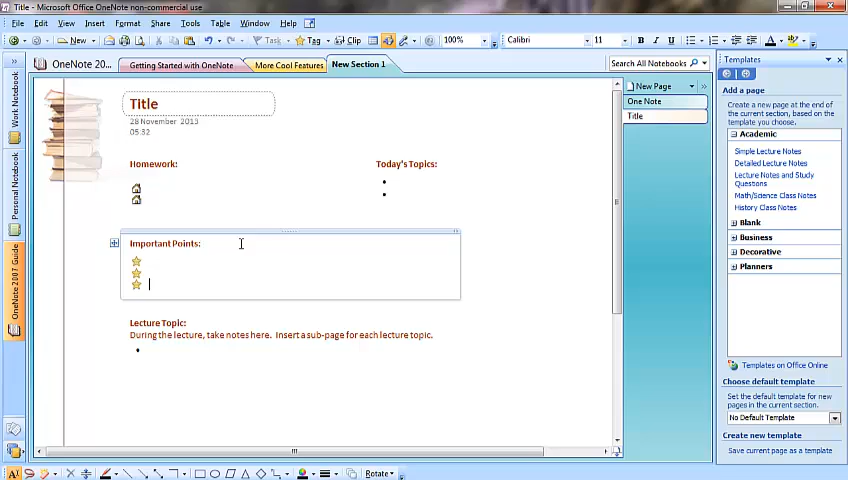 Title - Microsoft Office OneNote non-commercial use
File Edit View Insert Format Share Tools Table Window Help
New Task Tag Clip 100% Calibri 11 B I U
OneNote 20... Getting Started with OneNote More Cool Features New Section 1 Search All Notebooks
Work Notebook
Personal Notebook
OneNote 2007 Guide
Title
28 November 2013
05:32
Homework: Today's Topics:
Important Points:
Lecture Topic:
During the lecture, take notes here. Insert a sub-page for each lecture topic.
New Page
One Note
Title
Templates
Add a page
Create a new page at the end
of the current section, based on
the template you choose.
Academic
Simple Lecture Notes
Detailed Lecture Notes
Lecture Notes and Study
Questions
Math/Science Class Notes
History Class Notes
Blank
Business
Decorative
Planners
Templates on Office Online
Choose default template
Set the default template for new
pages in the current section.
No Default Template
Create new template
Save current page as a template
Rotate